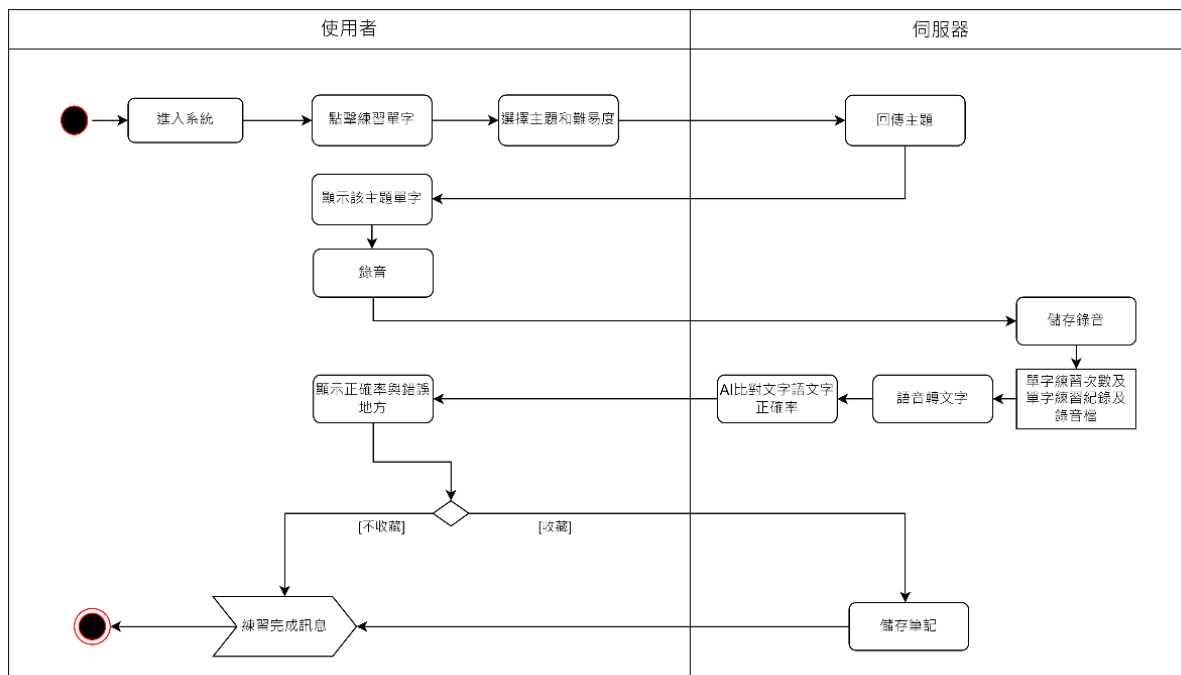 使用者
伺服器
進入系統
點擊練習單字
選擇主題和難易度
回傳主題
顯示該主題單字
錄音
儲存錄音
單字練習次數及
單字練習紀錄及
錄音檔
語音轉文字
AI比對文字語文字
正確率
顯示正確率與錯誤
地方
[不收藏]
[收藏]
儲存筆記
練習完成訊息